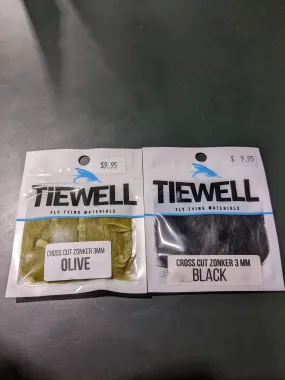 $9.95
TIEWELL
FLY TYING MATERIALS
CROSS CUT ZONKER 3MM
OLIVE
$ 9.95
TIEWELL
FLY TYING MATERIALS
CROSS CUT ZONKER 3 MM
BLACK